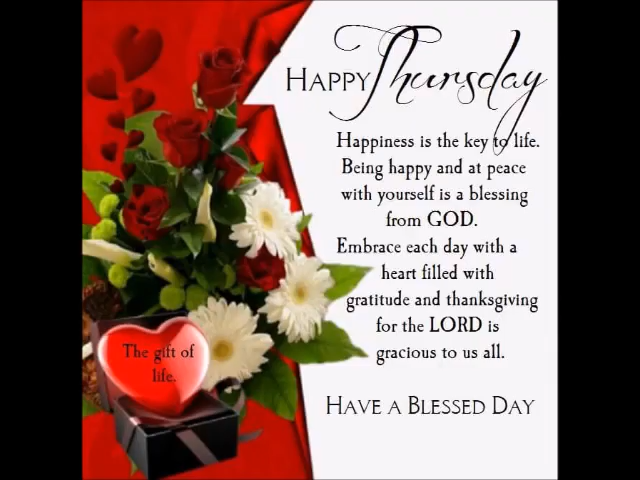 Happy Thursday
Happiness is the key to life.
Being happy and at peace
with yourself is a blessing
from GOD.
Embrace each day with a
heart filled with
gratitude and thanksgiving
for the LORD is
gracious to us all.
Have a Blessed Day
The gift of
life.